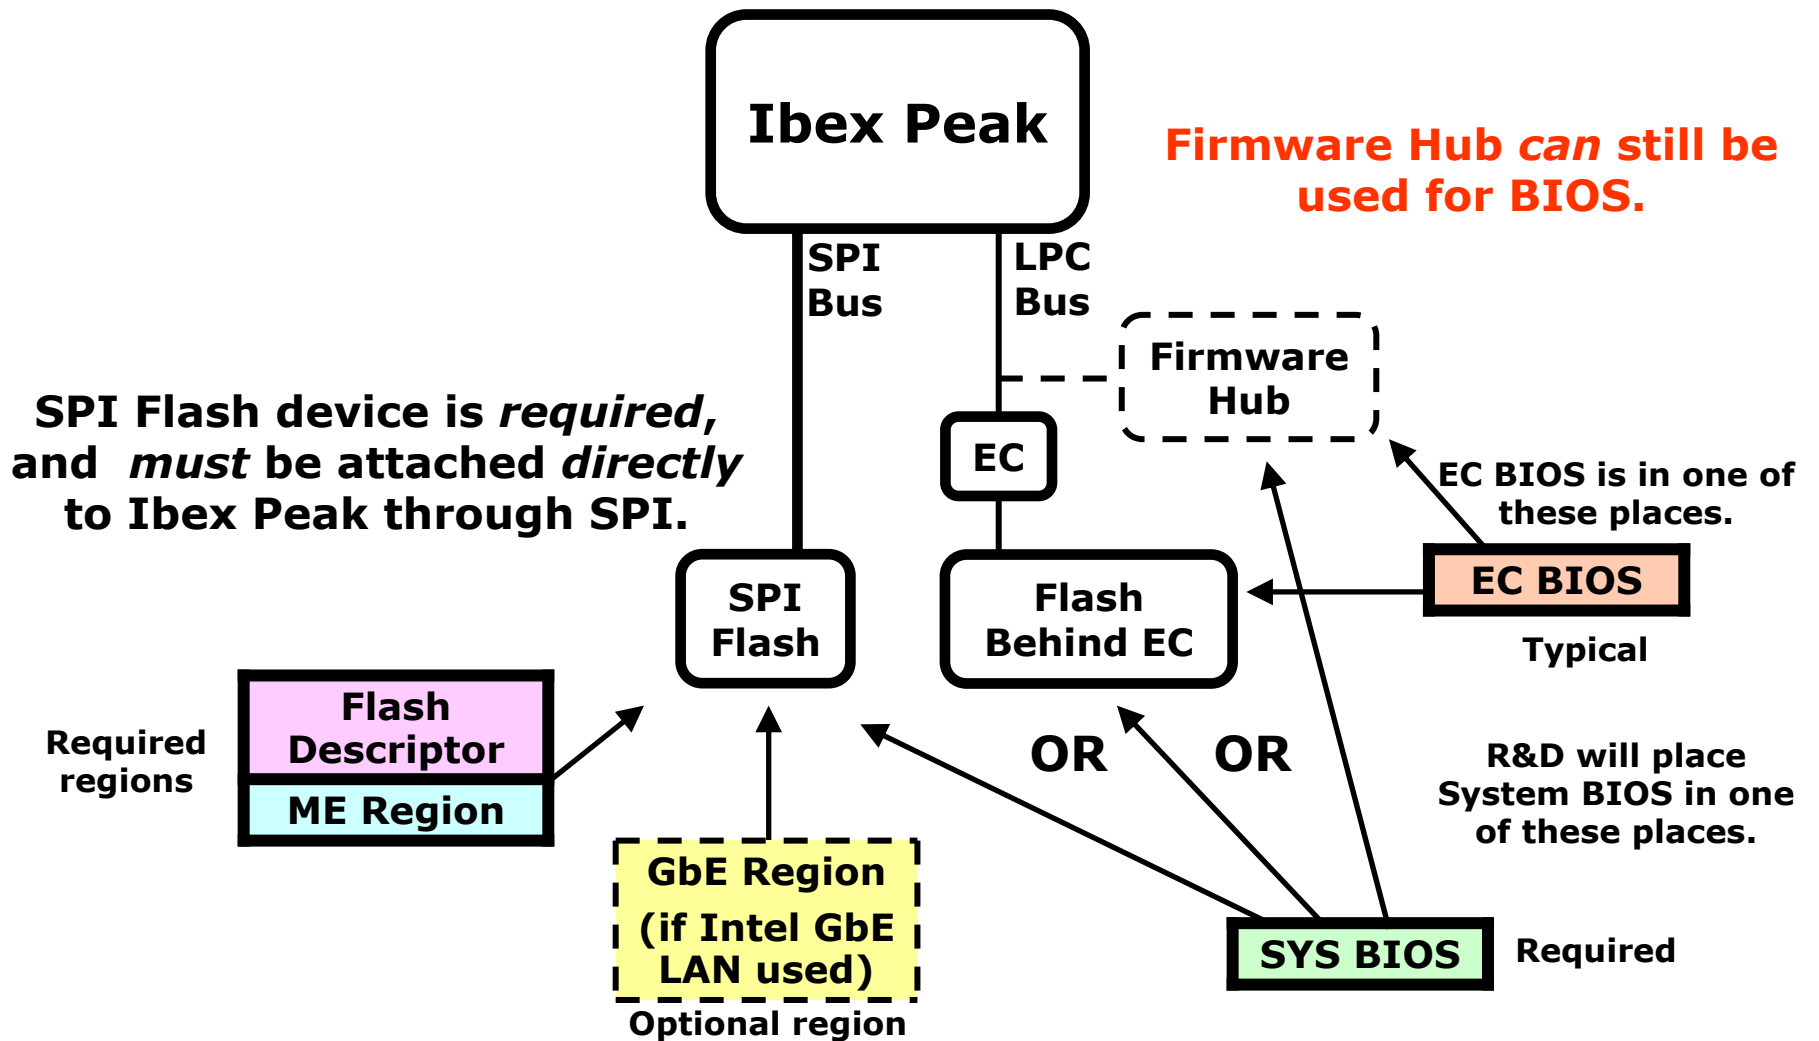 Ibex Peak
Firmware Hub can still be
used for BIOS.
SPI
Bus
LPC
Bus
Firmware
Hub
SPI Flash device is required,
and must be attached directly
to Ibex Peak through SPI.
EC
EC BIOS is in one of
these places.
EC BIOS
Typical
SPI
Flash
Flash
Behind EC
Required
regions
Flash
Descriptor
ME Region
OR
OR
R&D will place
System BIOS in one
of these places.
GbE Region
(if Intel GbE
LAN used)
Optional region
SYS BIOS
Required